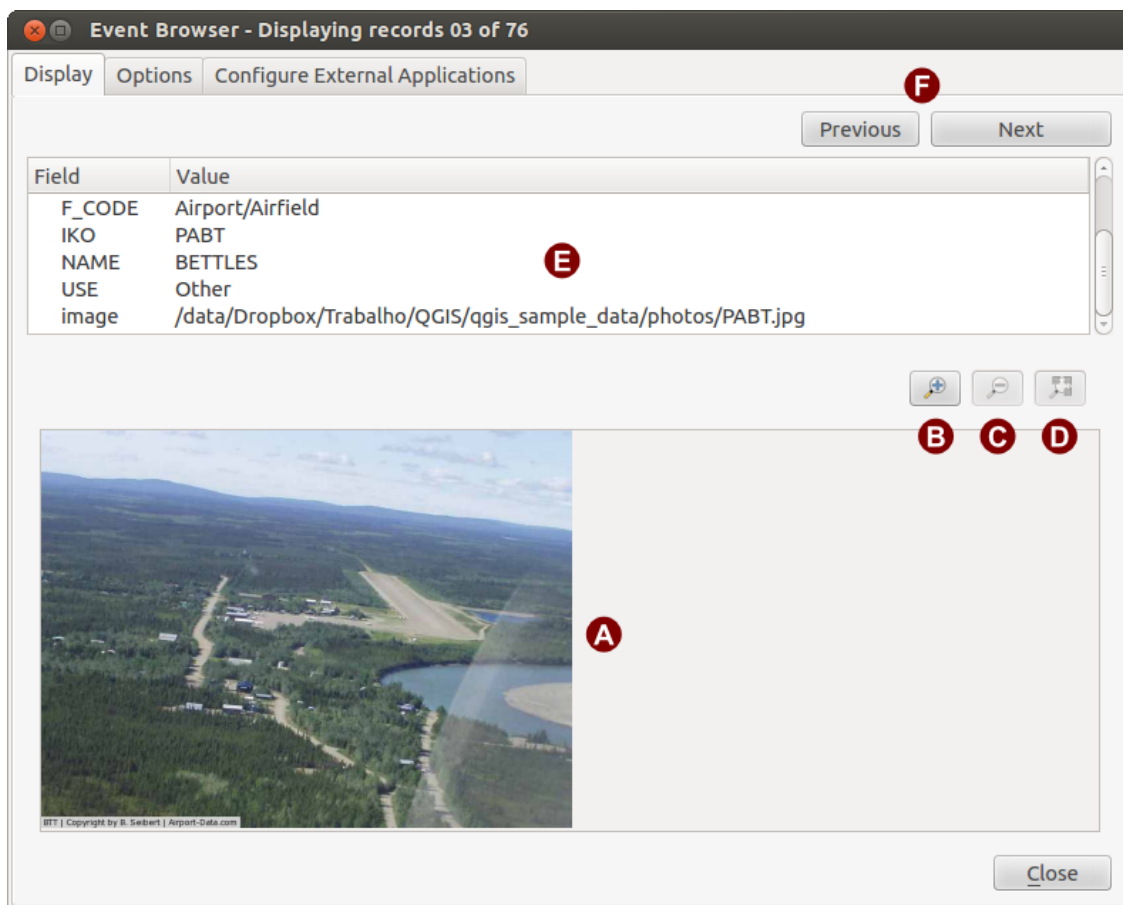 Event Browser - Displaying records 03 of 76
Display Options Configure External Applications
F
Previous Next
Field Value
F_CODE Airport/Airfield
IKO PABT
NAME BETTLES
E
USE Other
image /data/Dropbox/Trabalho/QGIS/qgis_sample_data/photos/PABT.jpg
B C D
A
BTT | Copyright by B. Seibert | Airport-Data.com
Close